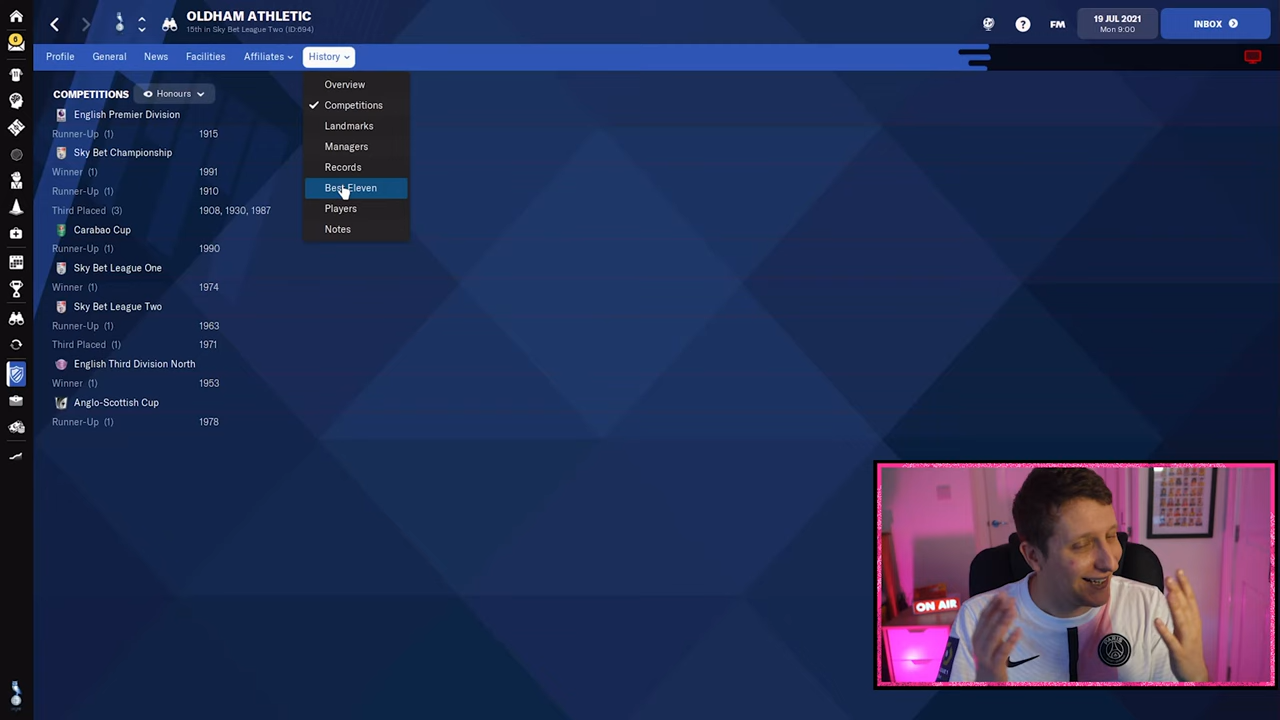 OLDHAM ATHLETIC
15th in Sky Bet League Two (ID:694)
6
?
FM
19 JUL 2021
Mon 9:00
INBOX
Profile
General
News
Facilities
Affiliates
History
COMPETITIONS
Honours
English Premier Division
Runner-Up (1) 1915
Sky Bet Championship
Winner (1) 1991
Runner-Up (1) 1910
Third Placed (3) 1908, 1930, 1987
Carabao Cup
Runner-Up (1) 1990
Sky Bet League One
Winner (1) 1974
Sky Bet League Two
Runner-Up (1) 1963
Third Placed (1) 1971
English Third Division North
Winner (1) 1953
Anglo-Scottish Cup
Runner-Up (1) 1978
Overview
Competitions
Landmarks
Managers
Records
Best Eleven
Players
Notes
ON AIR
PARIS